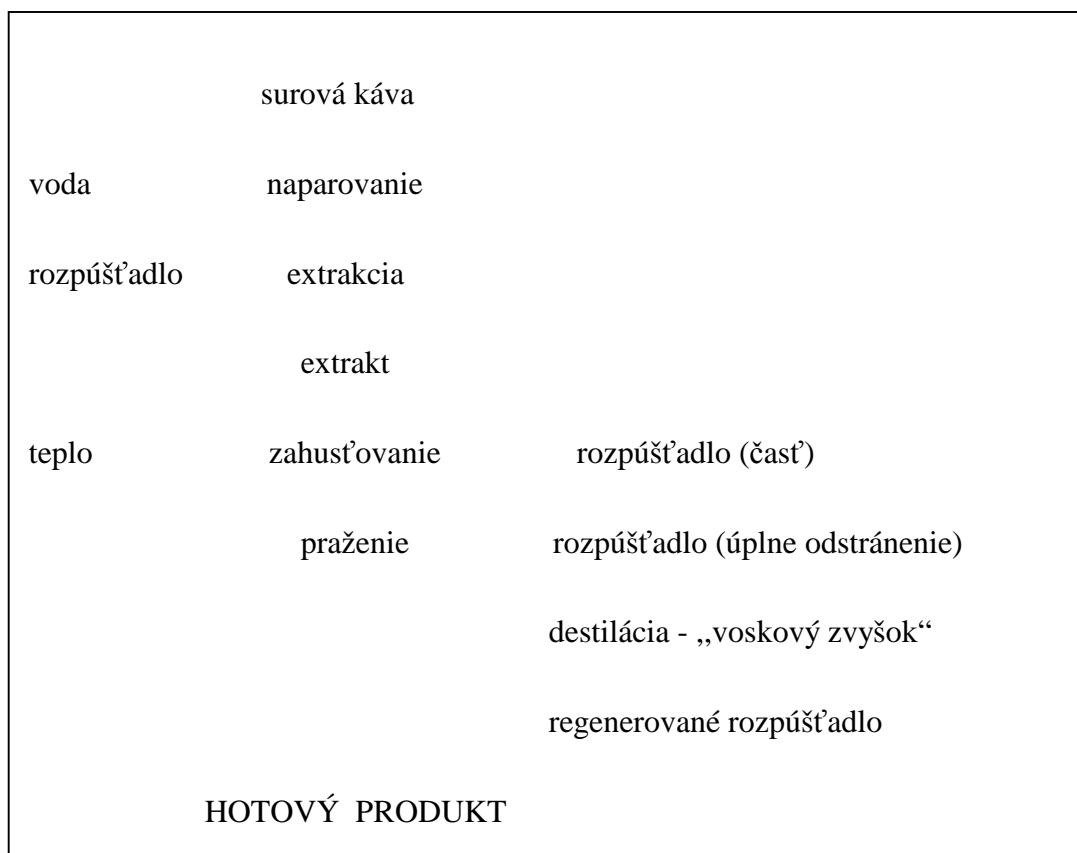 surová káva
voda naparovanie
rozpúšťadlo extrakcia
extrakt
teplo zahusťovanie rozpúšťadlo (časť)
praženie rozpúšťadlo (úplne odstránenie)
destilácia - ,,voskový zvyšok“
regenerované rozpúšťadlo
HOTOVÝ PRODUKT